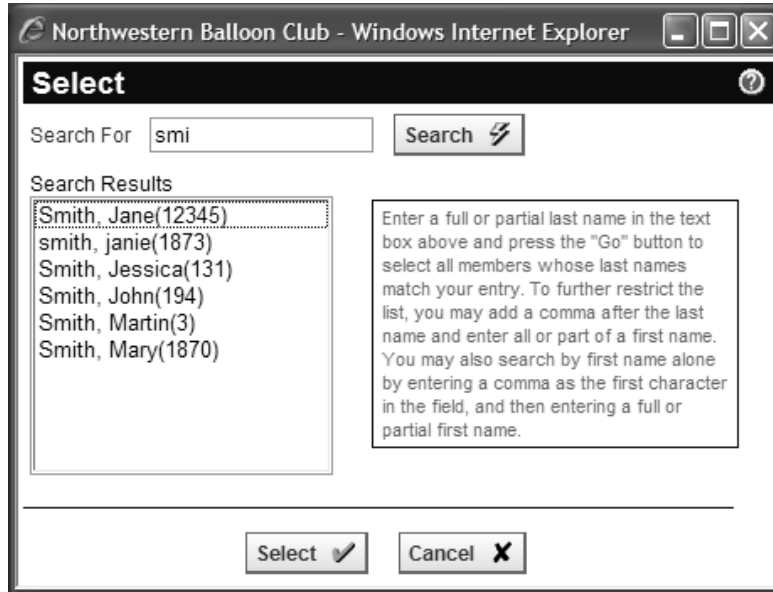 Northwestern Balloon Club - Windows Internet Explorer
Select
Search For smi Search
Search Results
Smith, Jane(12345)
smith, janie(1873)
Smith, Jessica(131)
Smith, John(194)
Smith, Martin(3)
Smith, Mary(1870)
Enter a full or partial last name in the text
box above and press the "Go" button to
select all members whose last names
match your entry. To further restrict the
list, you may add a comma after the last
name and enter all or part of a first name.
You may also search by first name alone
by entering a comma as the first character
in the field, and then entering a full or
partial first name.
Select Cancel